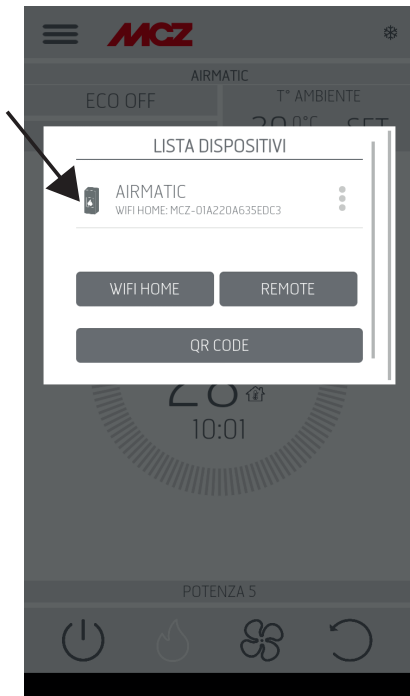 MCZ
AIRMATIC
ECO OFF
T° AMBIENTE
SET
LISTA DISPOSITIVI
AIRMATIC
WIFI HOME: MCZ-01A220A635EDC3
WIFI HOME
REMOTE
QR CODE
10:01
POTENZA 5